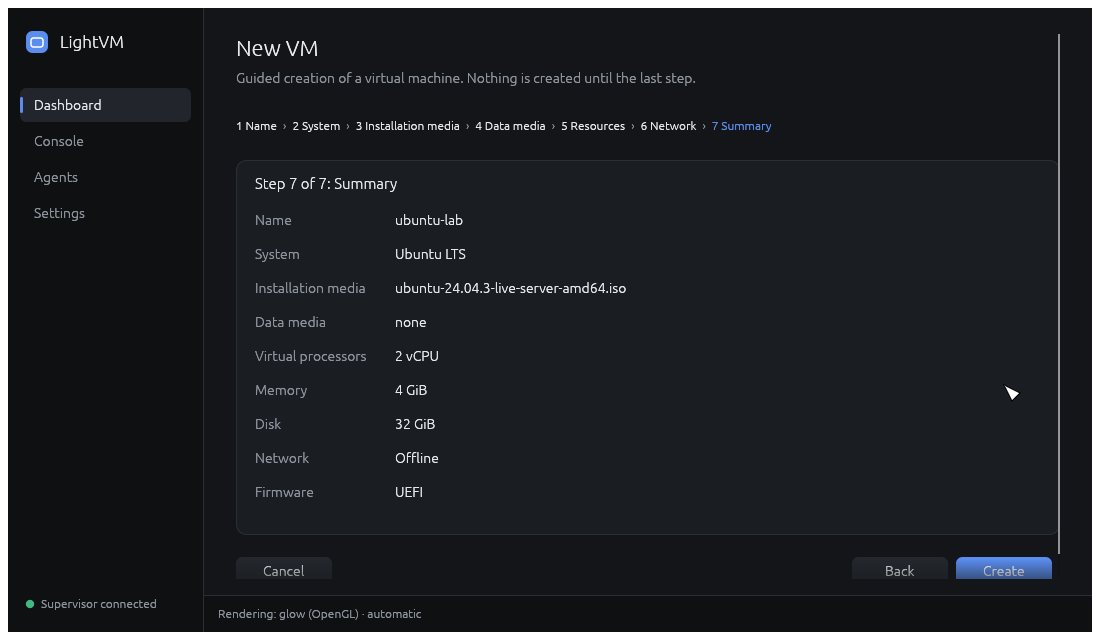 LightVM
Dashboard
Console
Agents
Settings
Supervisor connected
New VM
Guided creation of a virtual machine. Nothing is created until the last step.
1 Name › 2 System › 3 Installation media › 4 Data media › 5 Resources › 6 Network › 7 Summary
Step 7 of 7: Summary
Name ubuntu-lab
System Ubuntu LTS
Installation media ubuntu-24.04.3-live-server-amd64.iso
Data media none
Virtual processors 2 vCPU
Memory 4 GiB
Disk 32 GiB
Network Offline
Firmware UEFI
Cancel Back Create
Rendering: glow (OpenGL) · automatic